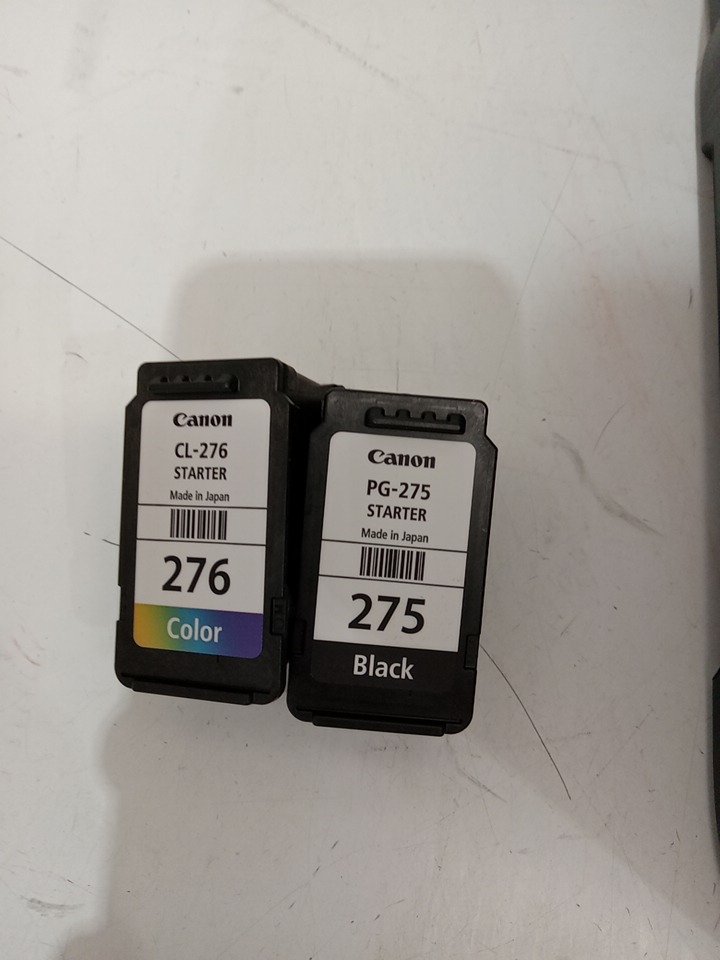 Canon
CL-276
STARTER
Made in Japan
276
Color
Canon
PG-275
STARTER
Made in Japan
275
Black